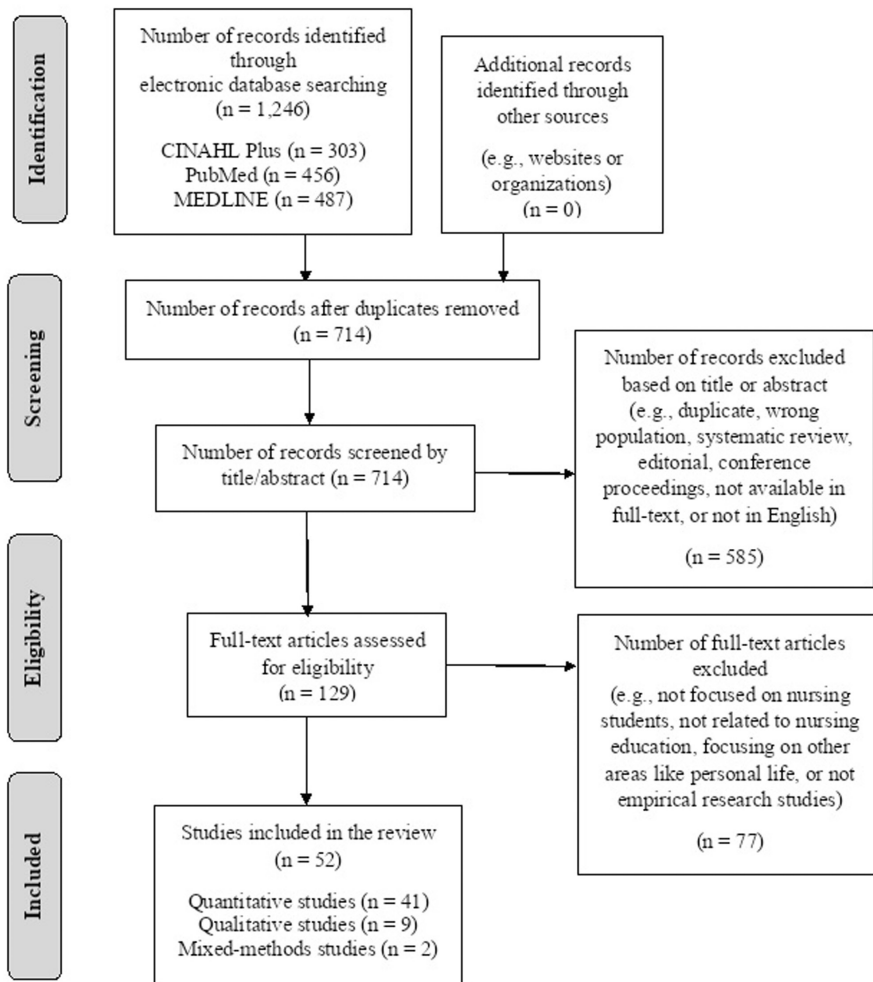 Identification
Number of records identified
through
electronic database searching
(n = 1,246)
CINAHL Plus (n = 303)
PubMed (n = 456)
MEDLINE (n = 487)
Additional records
identified through
other sources
(e.g., websites or
organizations)
(n = 0)
Screening
Number of records after duplicates removed
(n = 714)
Number of records screened by
title/abstract (n = 714)
Number of records excluded
based on title or abstract
(e.g., duplicate, wrong
population, systematic review,
editorial, conference
proceedings, not available in
full-text, or not in English)
(n = 585)
Eligibility
Full-text articles assessed
for eligibility
(n = 129)
Number of full-text articles
excluded
(e.g., not focused on nursing
students, not related to nursing
education, focusing on other
areas like personal life, or not
empirical research studies)
(n = 77)
Included
Studies included in the review
(n = 52)
Quantitative studies (n = 41)
Qualitative studies (n = 9)
Mixed-methods studies (n = 2)